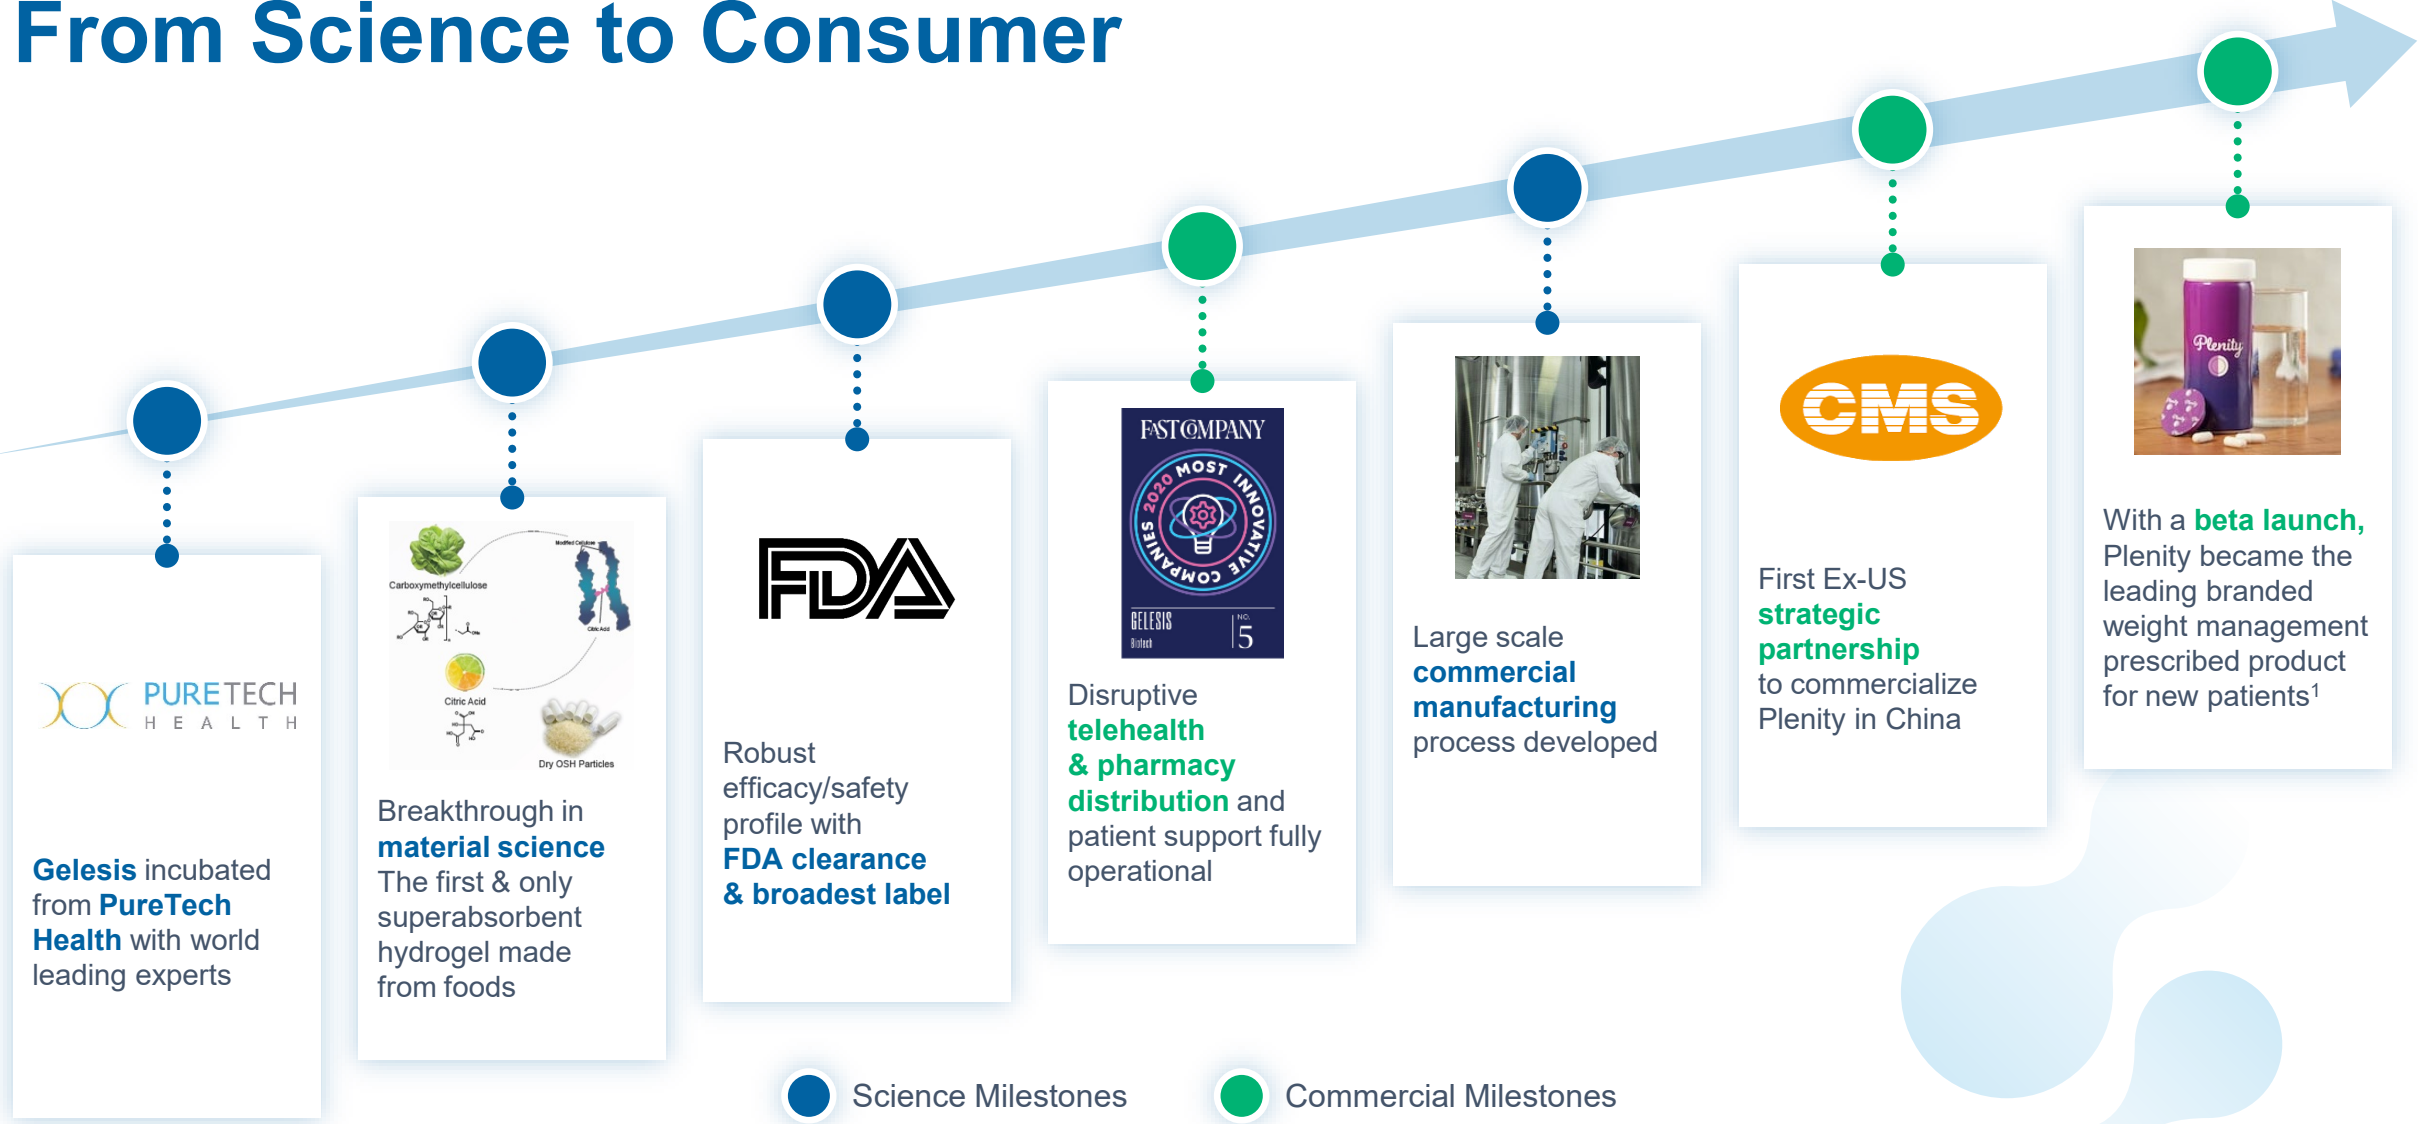 From Science to Consumer
PURETECH
HEALTH
Gelesis incubated
from PureTech
Health with world
leading experts
Modified Cellulose
Carboxymethylcellulose
Citric Acid
Citric Acid
Dry OSH Particles
Breakthrough in
material science
The first & only
superabsorbent
hydrogel made
from foods
FDA
Robust
efficacy/safety
profile with
FDA clearance
& broadest label
FAST COMPANY
2020 MOST INNOVATIVE COMPANIES
GELESIS
Biotech
NO.
5
Disruptive
telehealth
& pharmacy
distribution and
patient support fully
operational
Large scale
commercial
manufacturing
process developed
CMS
First Ex-US
strategic
partnership
to commercialize
Plenity in China
Plenity
With a beta launch,
Plenity became the
leading branded
weight management
prescribed product
for new patients¹
Science Milestones
Commercial Milestones